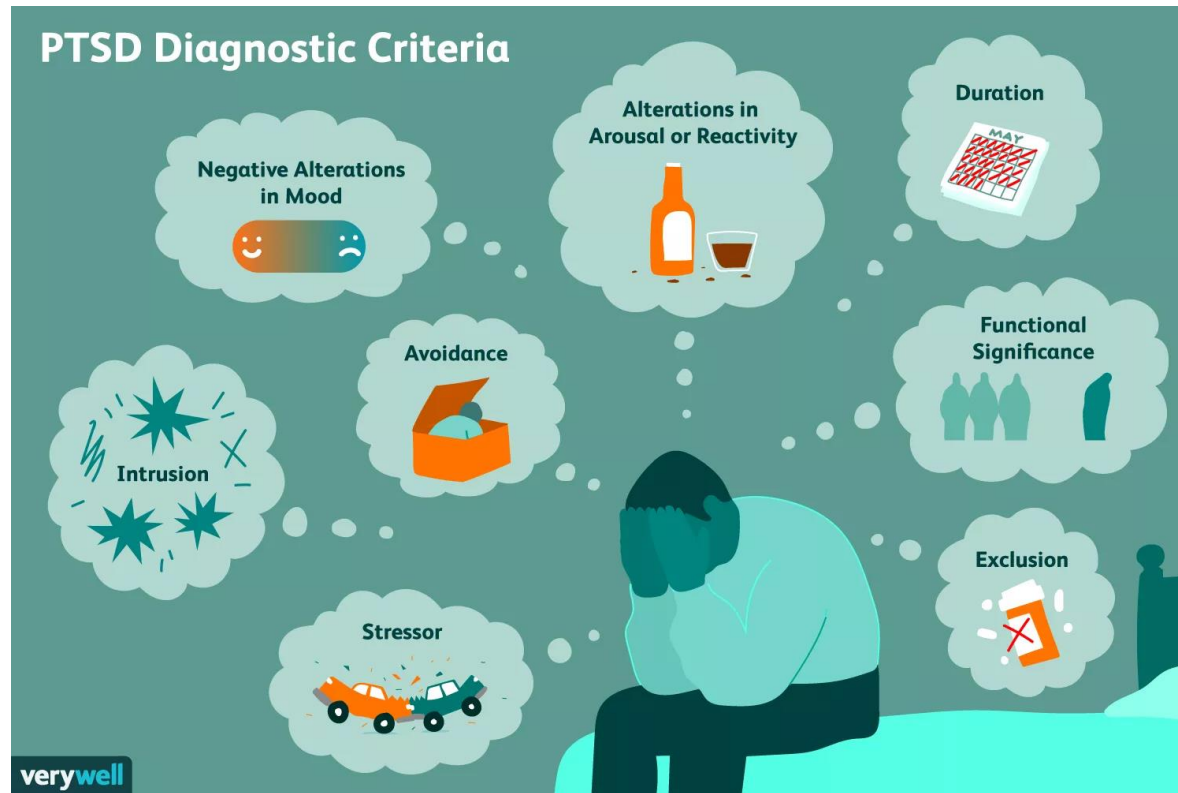 PTSD Diagnostic Criteria
Negative Alterations
in Mood
Alterations in
Arousal or Reactivity
Duration
MAY
Avoidance
Functional
Significance
Intrusion
Exclusion
Stressor
verywell